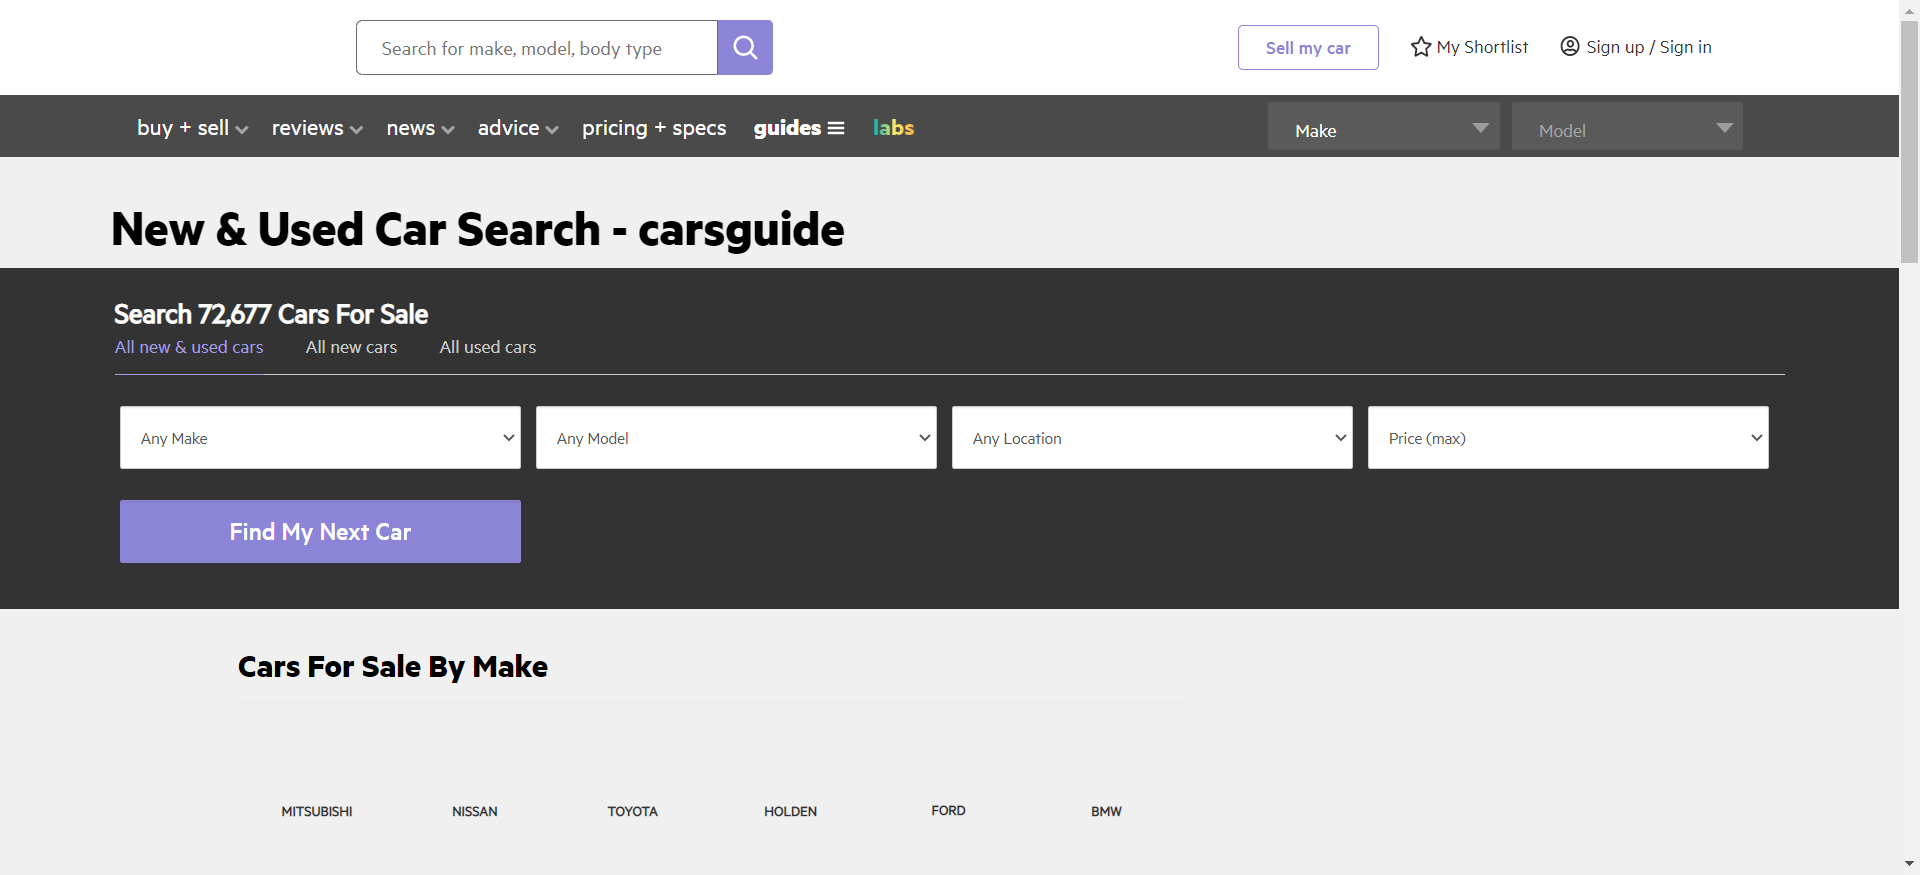 Search for make, model, body type
Sell my car
My Shortlist
Sign up / Sign in
buy + sell
reviews
news
advice
pricing + specs
guides
labs
Make
Model
New & Used Car Search - carsguide
Search 72,677 Cars For Sale
All new & used cars
All new cars
All used cars
Any Make
Any Model
Any Location
Price (max)
Find My Next Car
Cars For Sale By Make
MITSUBISHI
NISSAN
TOYOTA
HOLDEN
FORD
BMW